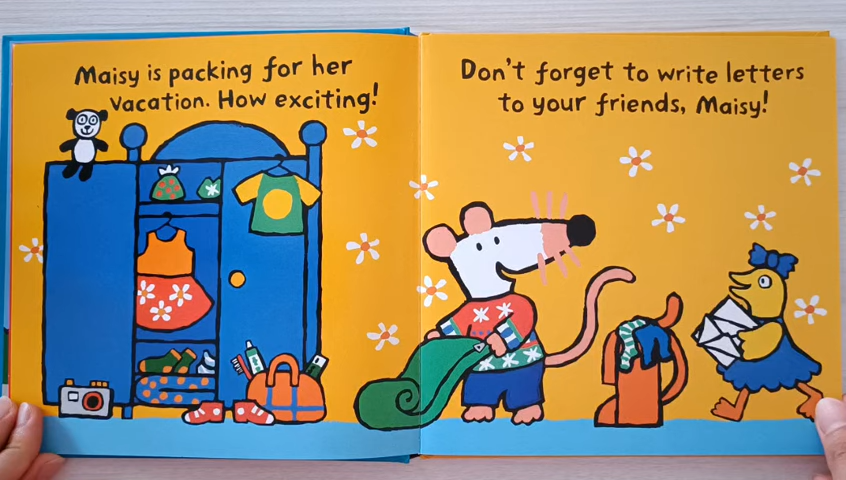 Maisy is packing for her
vacation. How exciting!
Don't forget to write letters
to your friends, Maisy!